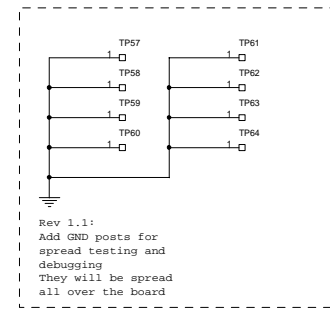 TP57
1
TP58
1
TP59
1
TP60
1
TP61
1
TP62
1
TP63
1
TP64
1
Rev 1.1:
Add GND posts for
spread testing and
debugging
They will be spread
all over the board